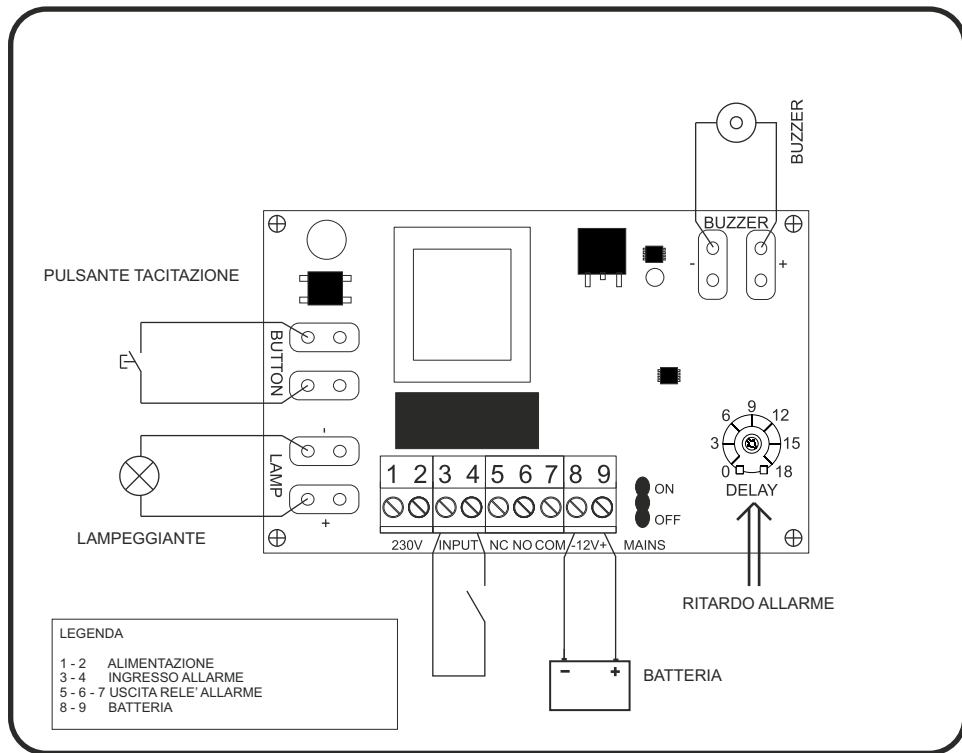 BUZZER
BUZZER
- +
PULSANTE TACITAZIONE
BUTTON
-
LAMP
+
LAMPEGGIANTE
0 3 6 9 12 15 18
DELAY
1 2 3 4 5 6 7 8 9
ON
OFF
230V INPUT NC NO COM -12V+ MAINS
RITARDO ALLARME
- +
BATTERIA
LEGENDA
1 - 2 ALIMENTAZIONE
3 - 4 INGRESSO ALLARME
5 - 6 - 7 USCITA RELE' ALLARME
8 - 9 BATTERIA